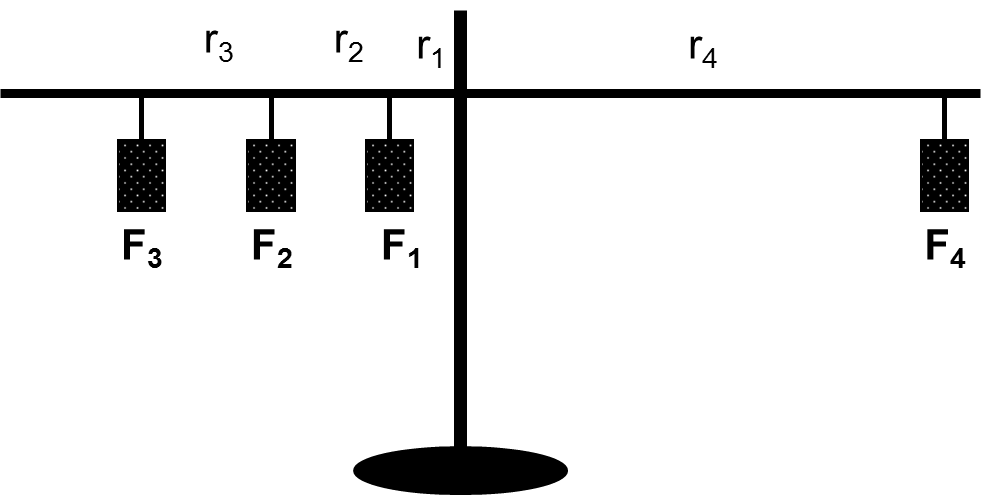 r₃ r₂ r₁ r₄
F₃ F₂ F₁ F₄